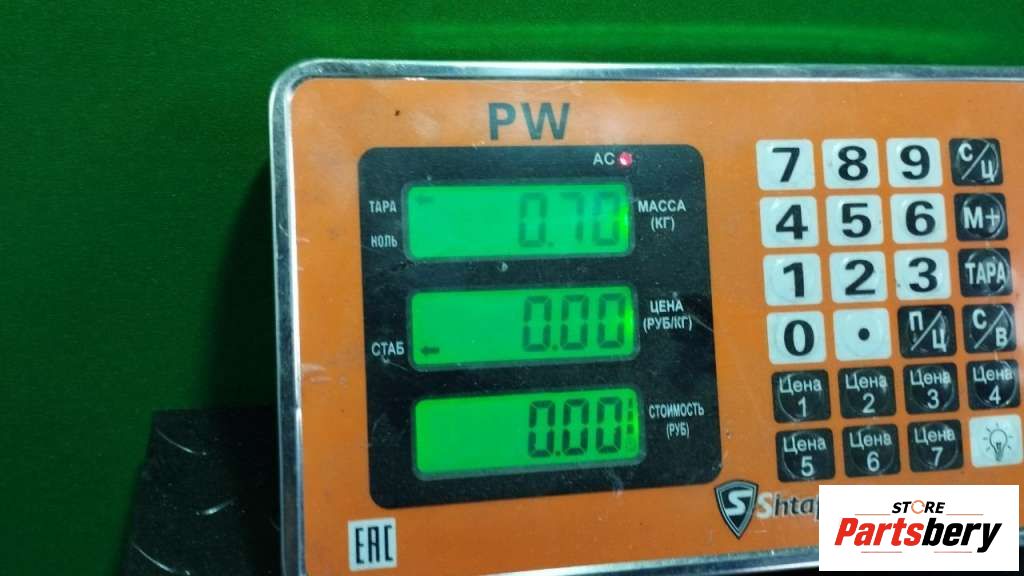 PW
AC
ТАРА
НОЛЬ
0.70
МАССА
(КГ)
0.00
ЦЕНА
(РУБ/КГ)
СТАБ
0.00
СТОИМОСТЬ
(РУБ)
7 8 9 С/Ц
4 5 6 M+
1 2 3 ТАРА
0 . П/Ц С/В
Цена 1 Цена 2 Цена 3 Цена 4
Цена 5 Цена 6 Цена 7
S
EAC
STORE
Partsbery